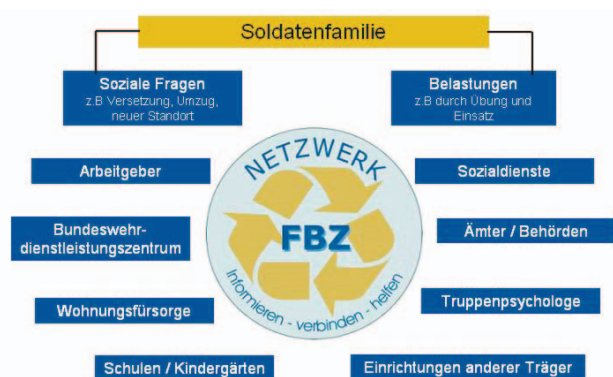 Soldatenfamilie
Soziale Fragen
z.B Versetzung, Umzug,
neuer Standort
Belastungen
z.B durch Übung und
Einsatz
Arbeitgeber
Sozialdienste
Bundeswehr-
dienstleistungszentrum
Ämter / Behörden
Wohnungsfürsorge
Truppenpsychologe
Schulen / Kindergärten
Einrichtungen anderer Träger
NETZWERK
FBZ
Informieren - verbinden - helfen